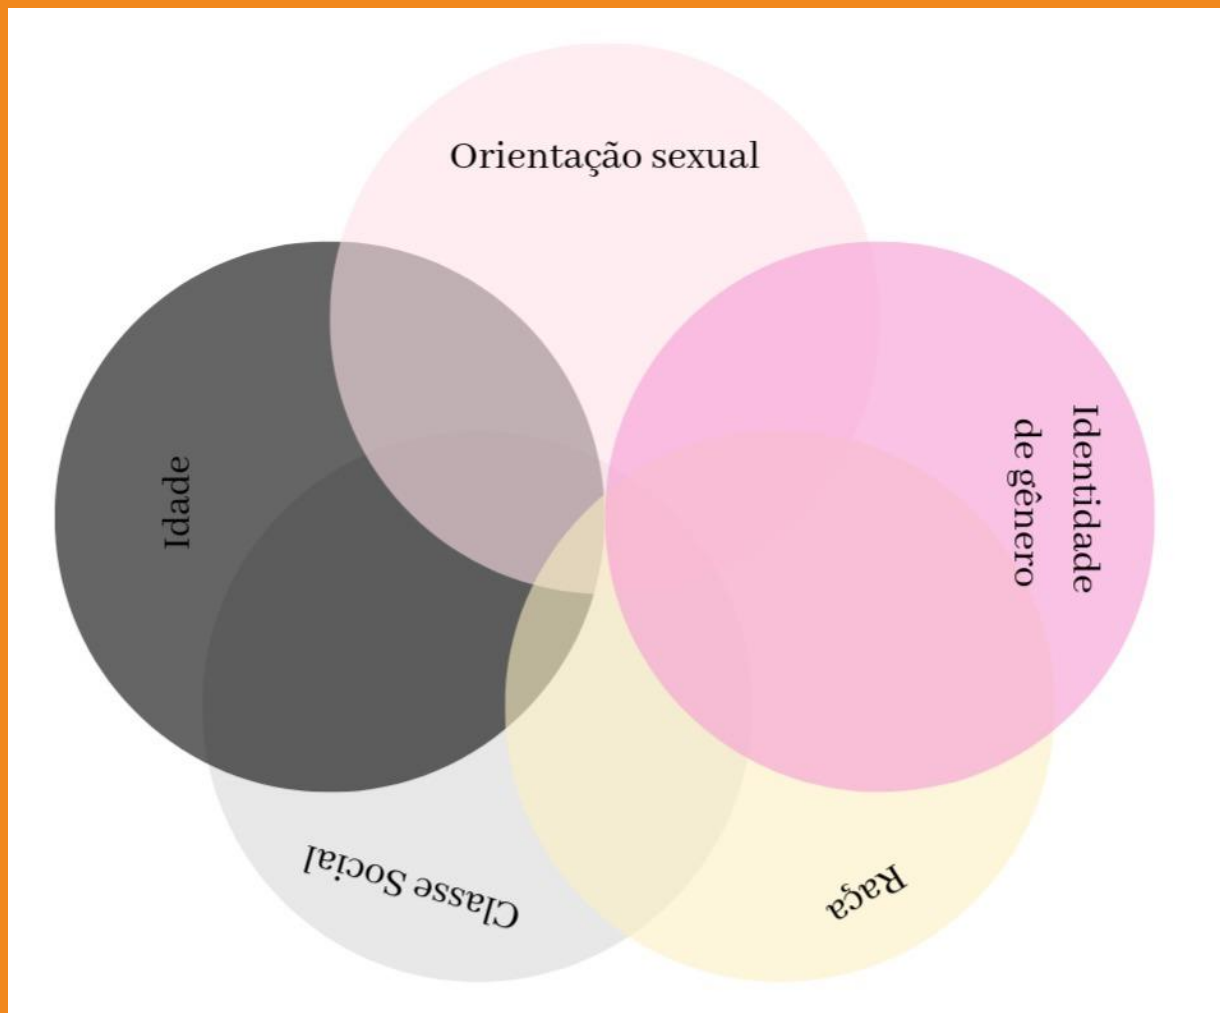 Orientação sexual
Identidade
de gênero
Idade
Classe Social
Raça